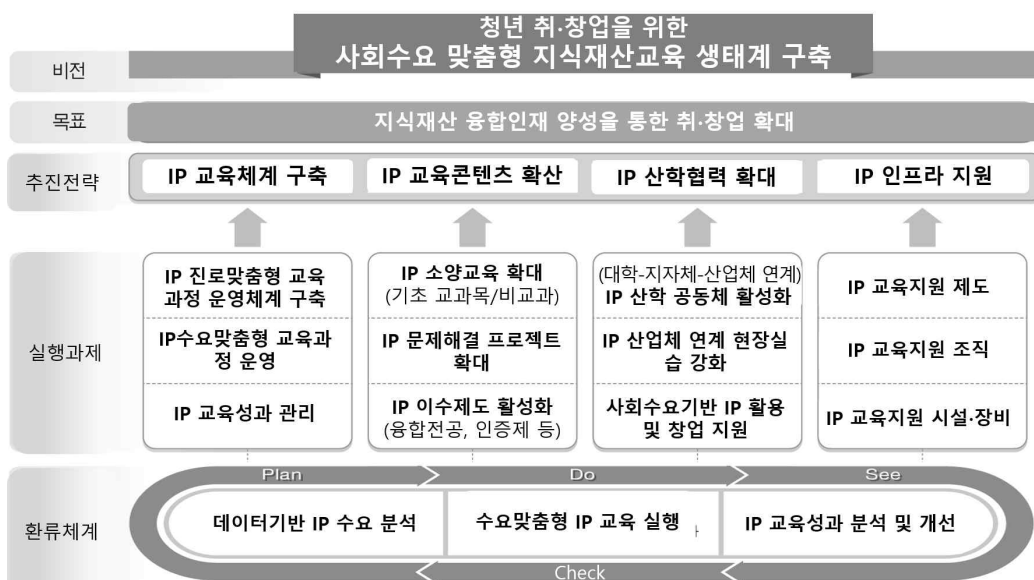 청년 취·창업을 위한
사회수요 맞춤형 지식재산교육 생태계 구축
비전
목표
지식재산 융합인재 양성을 통한 취·창업 확대
추진전략
IP 교육체계 구축
IP 교육콘텐츠 확산
IP 산학협력 확대
IP 인프라 지원
실행과제
IP 진로맞춤형 교육
과정 운영체계 구축
IP수요맞춤형 교육과
정 운영
IP 교육성과 관리
IP 소양교육 확대
(기초 교과목/비교과)
IP 문제해결 프로젝트
확대
IP 이수제도 활성화
(융합전공, 인증제 등)
(대학-지자체-산업체 연계)
IP 산학 공동체 활성화
IP 산업체 연계 현장실
습 강화
사회수요기반 IP 활용
및 창업 지원
IP 교육지원 제도
IP 교육지원 조직
IP 교육지원 시설·장비
환류체계
Plan
Do
See
데이터기반 IP 수요 분석
수요맞춤형 IP 교육 실행
IP 교육성과 분석 및 개선
Check